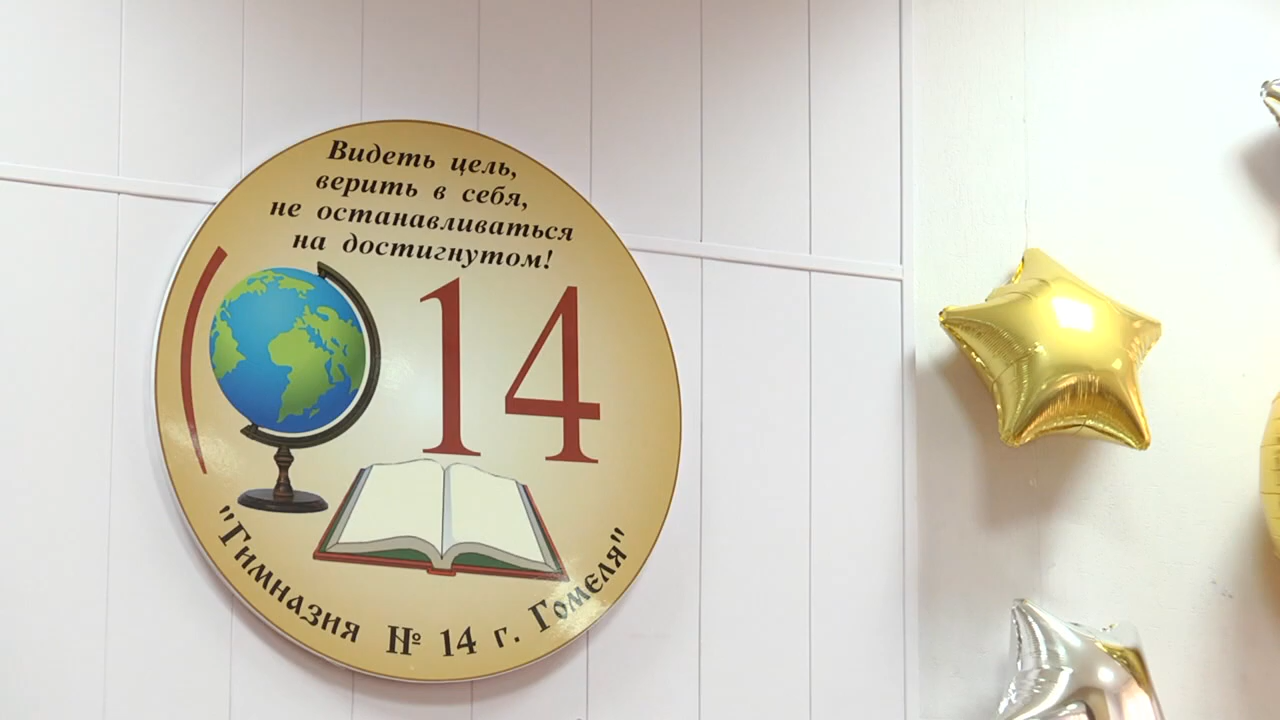 Видеть цель,
верить в себя,
не останавливаться
на достигнутом!
14
"Гимназия № 14 г. Гомеля"